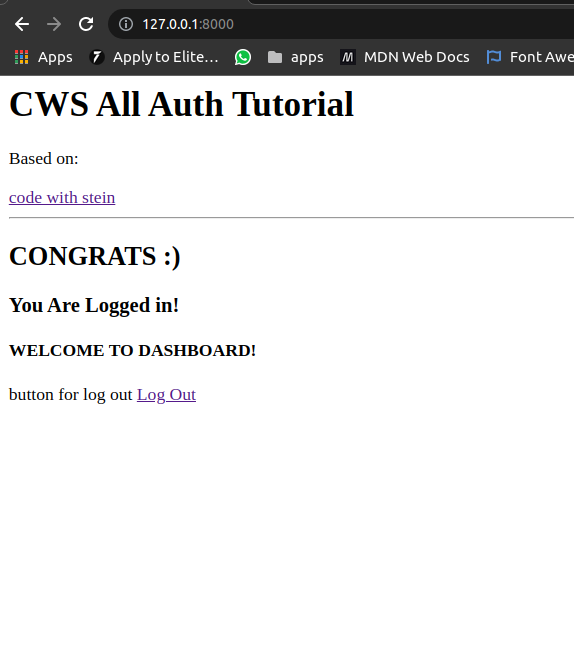 127.0.0.1:8000
Apps Apply to Elite… apps MDN Web Docs Font Awe
CWS All Auth Tutorial
Based on:
code with stein
CONGRATS :)
You Are Logged in!
WELCOME TO DASHBOARD!
button for log out Log Out